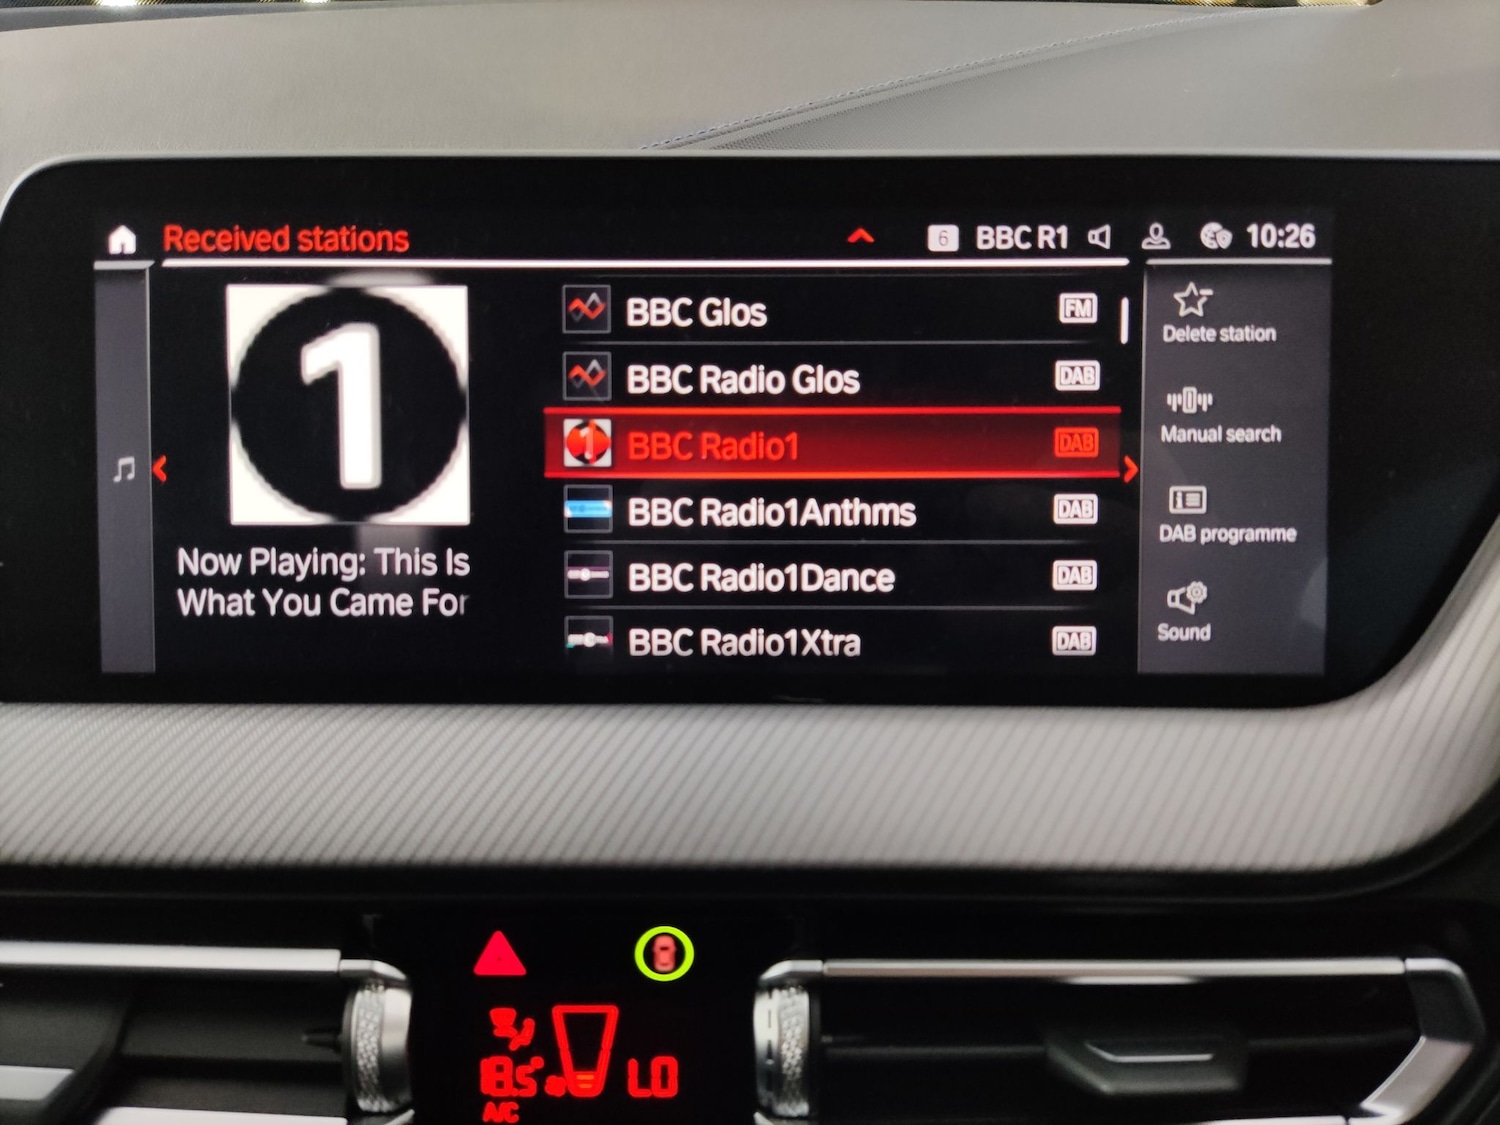 Received stations
6 BBC R1 10:26
1
Now Playing: This Is
What You Came For
BBC Glos FM
BBC Radio Glos DAB
BBC Radio1 DAB
BBC Radio1Anthms DAB
BBC Radio1Dance DAB
BBC Radio1Xtra DAB
Delete station
Manual search
DAB programme
Sound
18.5° LO
A/C